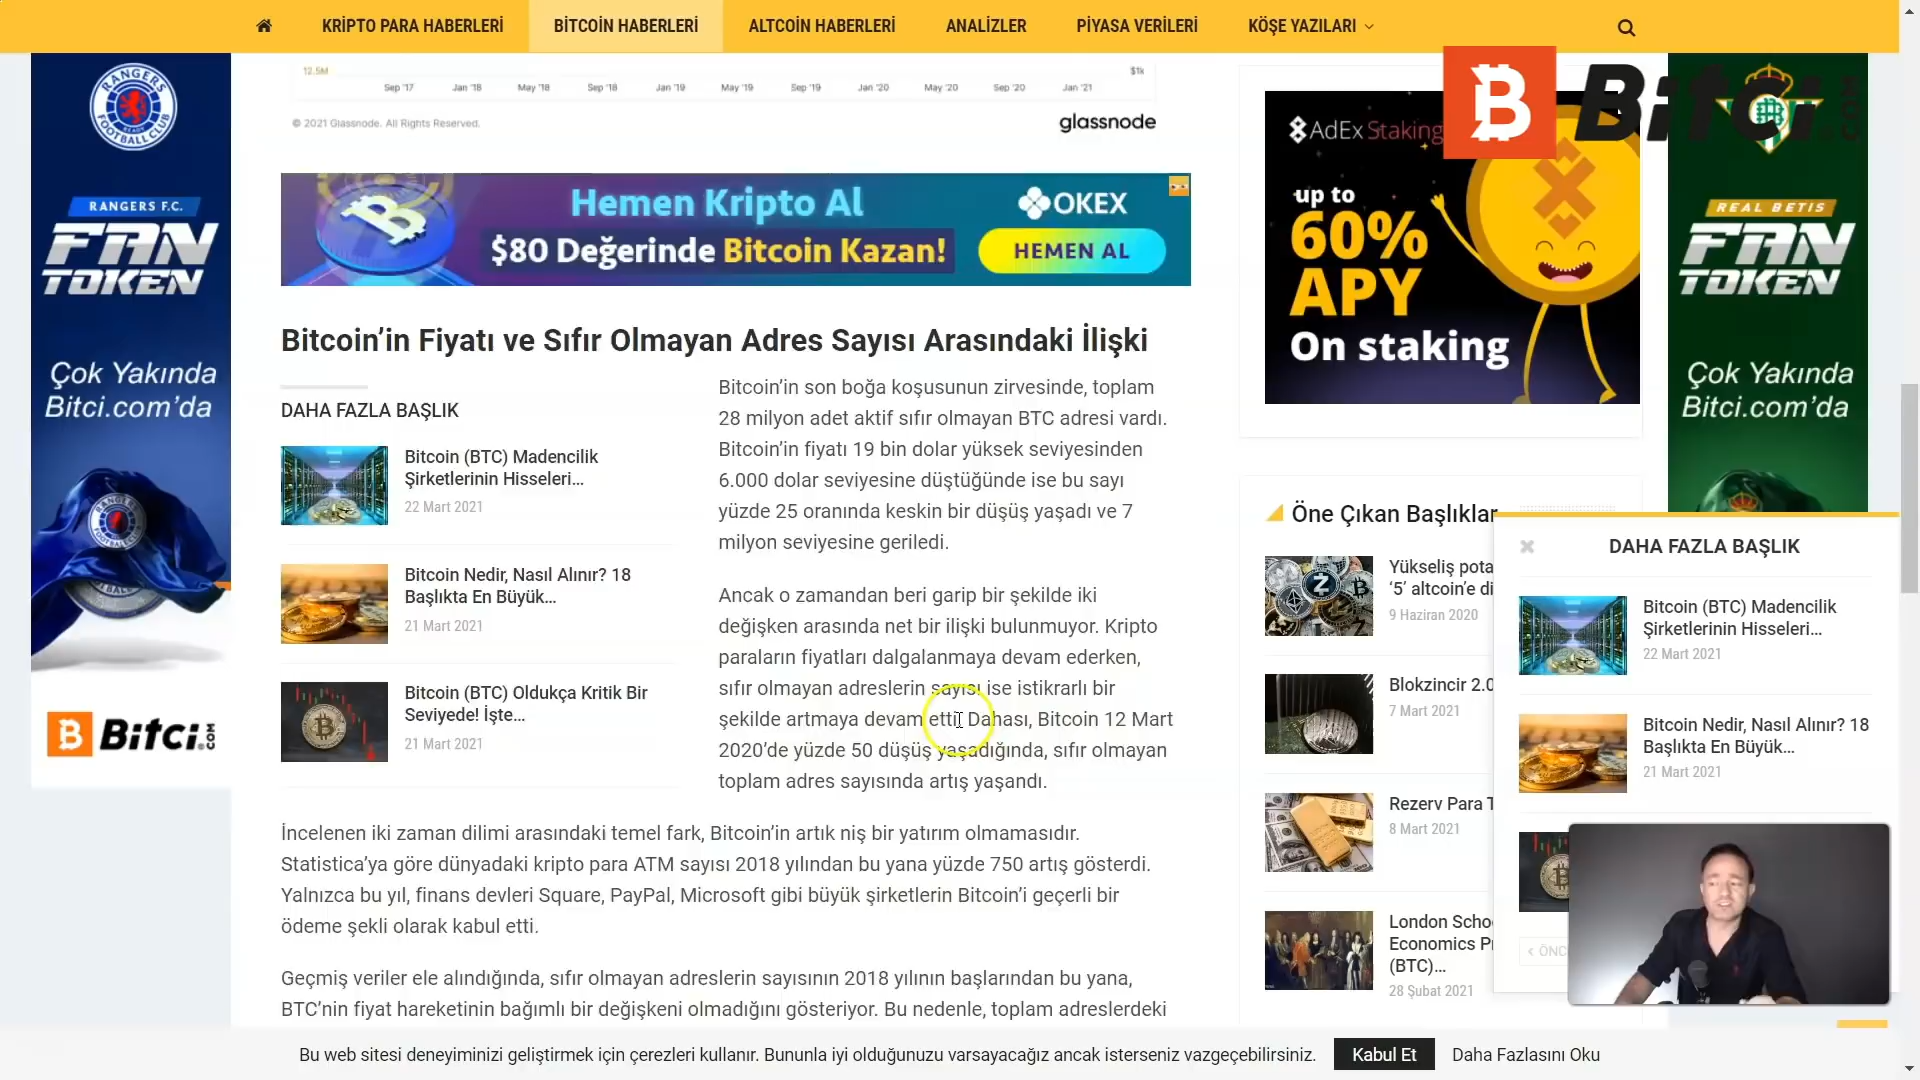 KRİPTO PARA HABERLERİ BİTCOİN HABERLERİ ALTCOİN HABERLERİ ANALİZLER PİYASA VERİLERİ KÖŞE YAZILARI
12.5M $1k
Sep '17 Jan '18 May '18 Sep '18 Jan '19 May '19 Sep '19 Jan '20 May '20 Sep '20 Jan '21
© 2021 Glassnode. All Rights Reserved. glassnode
RANGERS F.C.
FAN
TOKEN
Çok Yakında
Bitci.com'da
Bitci.com
Hemen Kripto Al
$80 Değerinde Bitcoin Kazan!
OKEX
HEMEN AL
Bitcoin'in Fiyatı ve Sıfır Olmayan Adres Sayısı Arasındaki İlişki
DAHA FAZLA BAŞLIK
Bitcoin (BTC) Madencilik
Şirketlerinin Hisseleri...
22 Mart 2021
Bitcoin Nedir, Nasıl Alınır? 18
Başlıkta En Büyük...
21 Mart 2021
Bitcoin (BTC) Oldukça Kritik Bir
Seviyede! İşte...
21 Mart 2021
Bitcoin'in son boğa koşusunun zirvesinde, toplam
28 milyon adet aktif sıfır olmayan BTC adresi vardı.
Bitcoin'in fiyatı 19 bin dolar yüksek seviyesinden
6.000 dolar seviyesine düştüğünde ise bu sayı
yüzde 25 oranında keskin bir düşüş yaşadı ve 7
milyon seviyesine geriledi.
Ancak o zamandan beri garip bir şekilde iki
değişken arasında net bir ilişki bulunmuyor. Kripto
paraların fiyatları dalgalanmaya devam ederken,
sıfır olmayan adreslerin sayısı ise istikrarlı bir
şekilde artmaya devam etti. Dahası, Bitcoin 12 Mart
2020'de yüzde 50 düşüş yaşadığında, sıfır olmayan
toplam adres sayısında artış yaşandı.
İncelenen iki zaman dilimi arasındaki temel fark, Bitcoin'in artık niş bir yatırım olmamasıdır.
Statistica'ya göre dünyadaki kripto para ATM sayısı 2018 yılından bu yana yüzde 750 artış gösterdi.
Yalnızca bu yıl, finans devleri Square, PayPal, Microsoft gibi büyük şirketlerin Bitcoin'i geçerli bir
ödeme şekli olarak kabul etti.
Geçmiş veriler ele alındığında, sıfır olmayan adreslerin sayısının 2018 yılının başlarından bu yana,
BTC'nin fiyat hareketinin bağımlı bir değişkeni olmadığını gösteriyor. Bu nedenle, toplam adreslerdeki
AdEx Staking
up to
60%
APY
On staking
Bitci.com
Öne Çıkan Başlıklar
Yükseliş pota
'5' altcoin'e di
9 Haziran 2020
Blokzincir 2.0
7 Mart 2021
Rezerv Para T
8 Mart 2021
London Scho
Economics P
(BTC)...
28 Şubat 2021
REAL BETIS
FAN
TOKEN
Çok Yakında
Bitci.com'da
DAHA FAZLA BAŞLIK
Bitcoin (BTC) Madencilik
Şirketlerinin Hisseleri...
22 Mart 2021
Bitcoin Nedir, Nasıl Alınır? 18
Başlıkta En Büyük...
21 Mart 2021
Bu web sitesi deneyiminizi geliştirmek için çerezleri kullanır. Bununla iyi olduğunuzu varsayacağız ancak isterseniz vazgeçebilirsiniz. Kabul Et Daha Fazlasını Oku